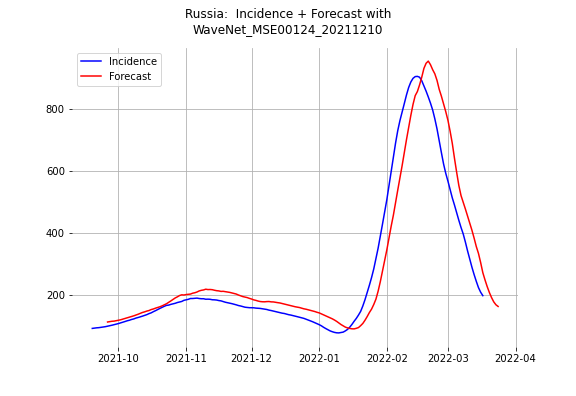 Russia:  Incidence + Forecast with
WaveNet_MSE00124_20211210
Incidence
Forecast
800
600
400
200
2021-10 2021-11 2021-12 2022-01 2022-02 2022-03 2022-04